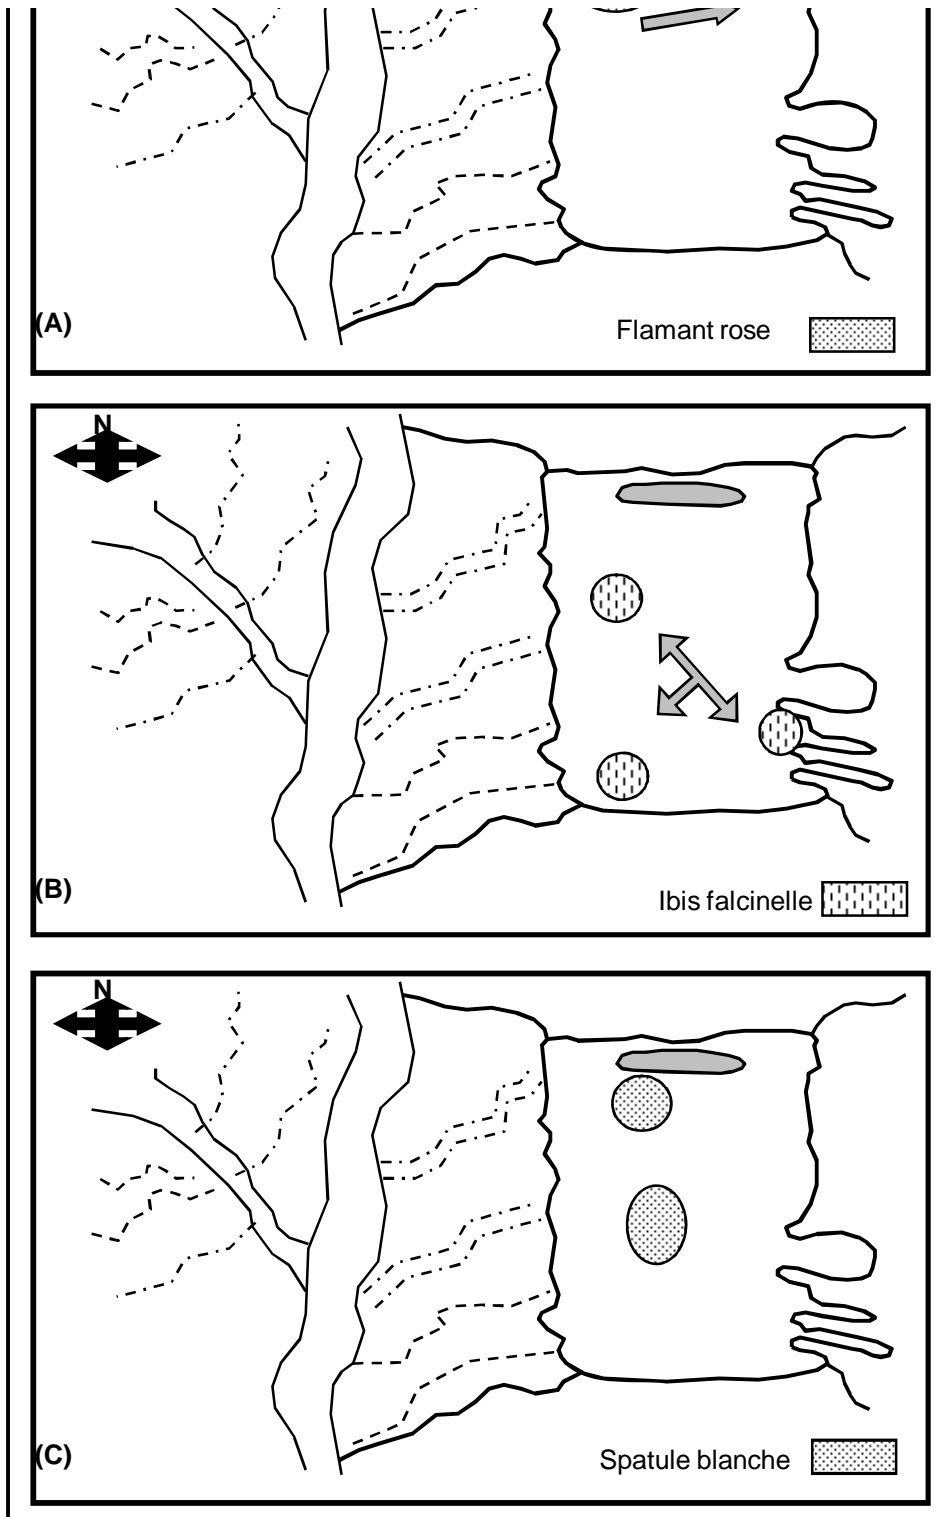 (A)
Flamant rose
N
(B)
Ibis falcinelle
N
(C)
Spatule blanche